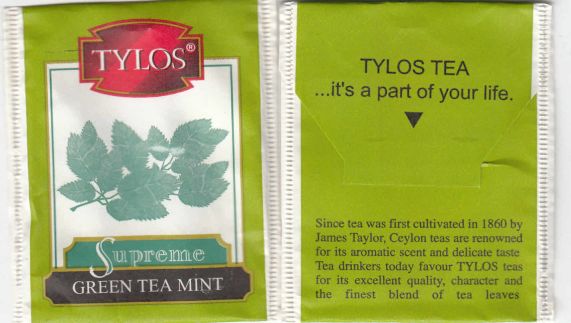 TYLOS®
Supreme
GREEN TEA MINT
TYLOS TEA
...it's a part of your life.
Since tea was first cultivated in 1860 by
James Taylor, Ceylon teas are renowned
for its aromatic scent and delicate taste
Tea drinkers today favour TYLOS teas
for its excellent quality, character and
the finest blend of tea leaves